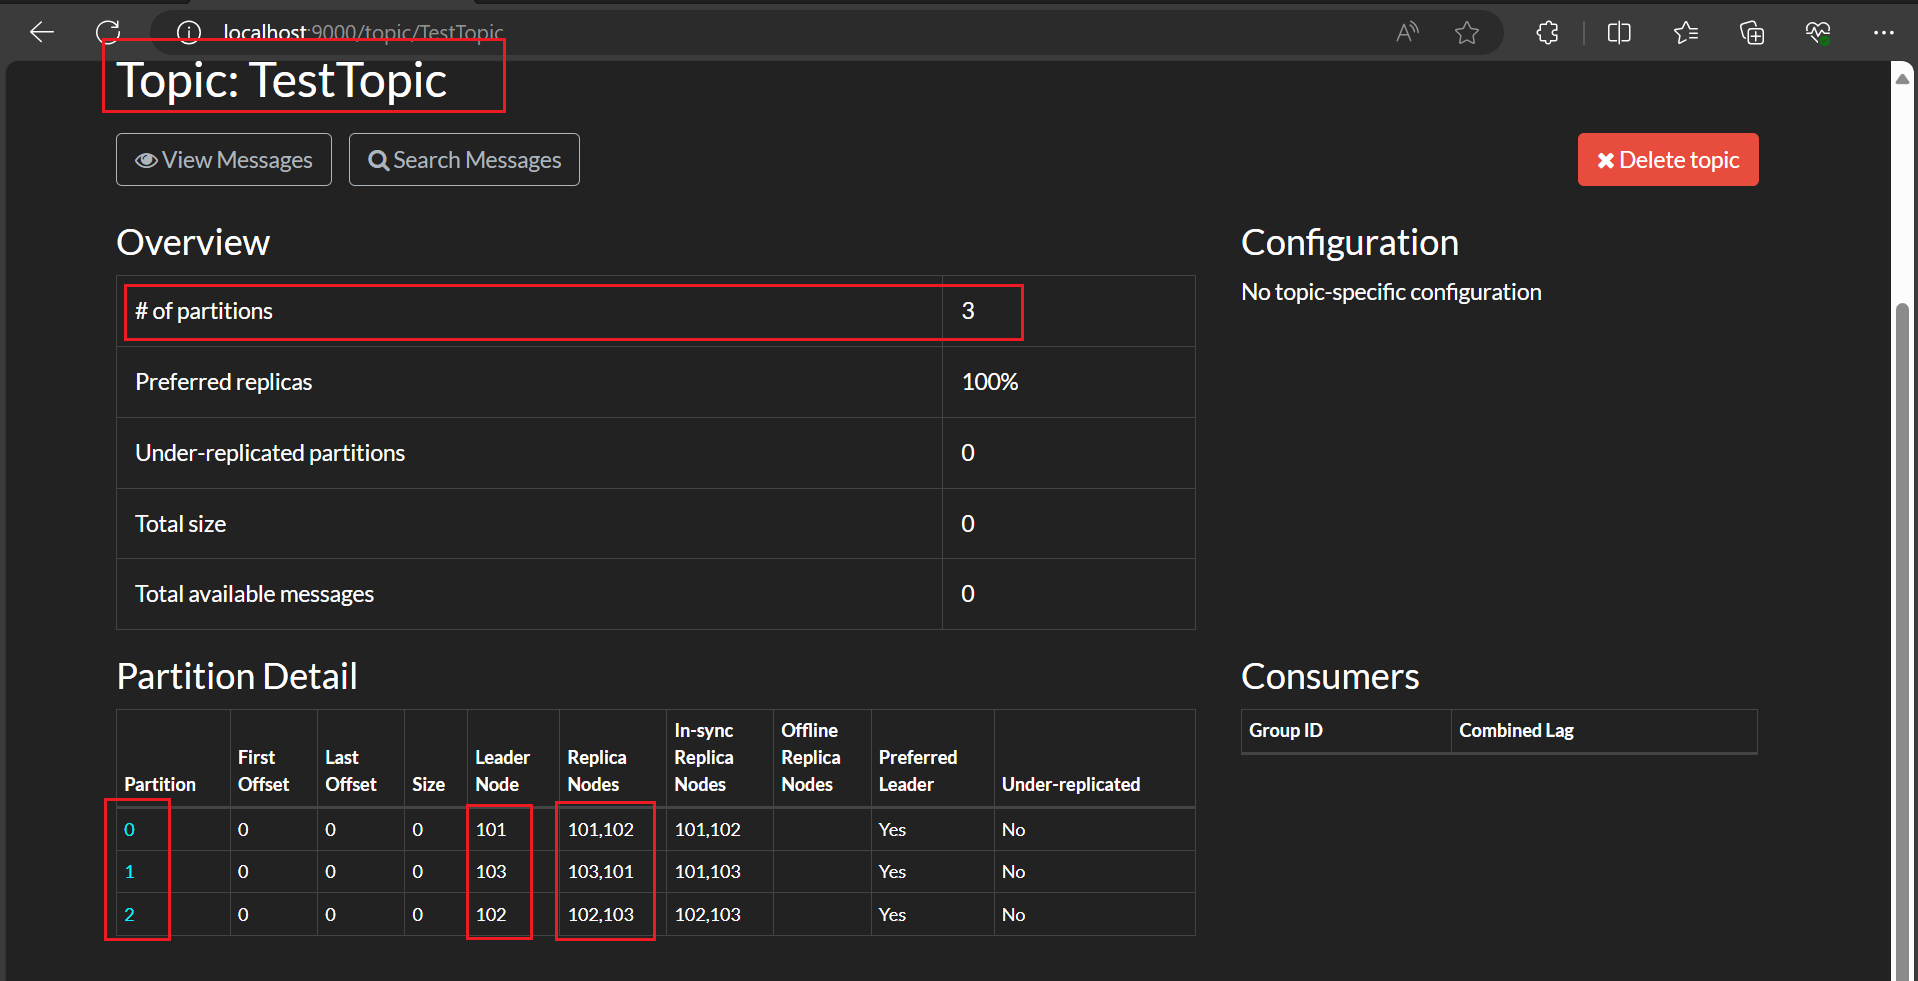 localhost:9000/topic/TestTopic
Topic: TestTopic
View Messages
Search Messages
Delete topic
Overview
# of partitions 3
Preferred replicas 100%
Under-replicated partitions 0
Total size 0
Total available messages 0
Configuration
No topic-specific configuration
Partition Detail
Partition First Offset Last Offset Size Leader Node Replica Nodes In-sync Replica Nodes Offline Replica Nodes Preferred Leader Under-replicated
0 0 0 0 101 101,102 101,102 Yes No
1 0 0 0 103 103,101 101,103 Yes No
2 0 0 0 102 102,103 102,103 Yes No
Consumers
Group ID Combined Lag